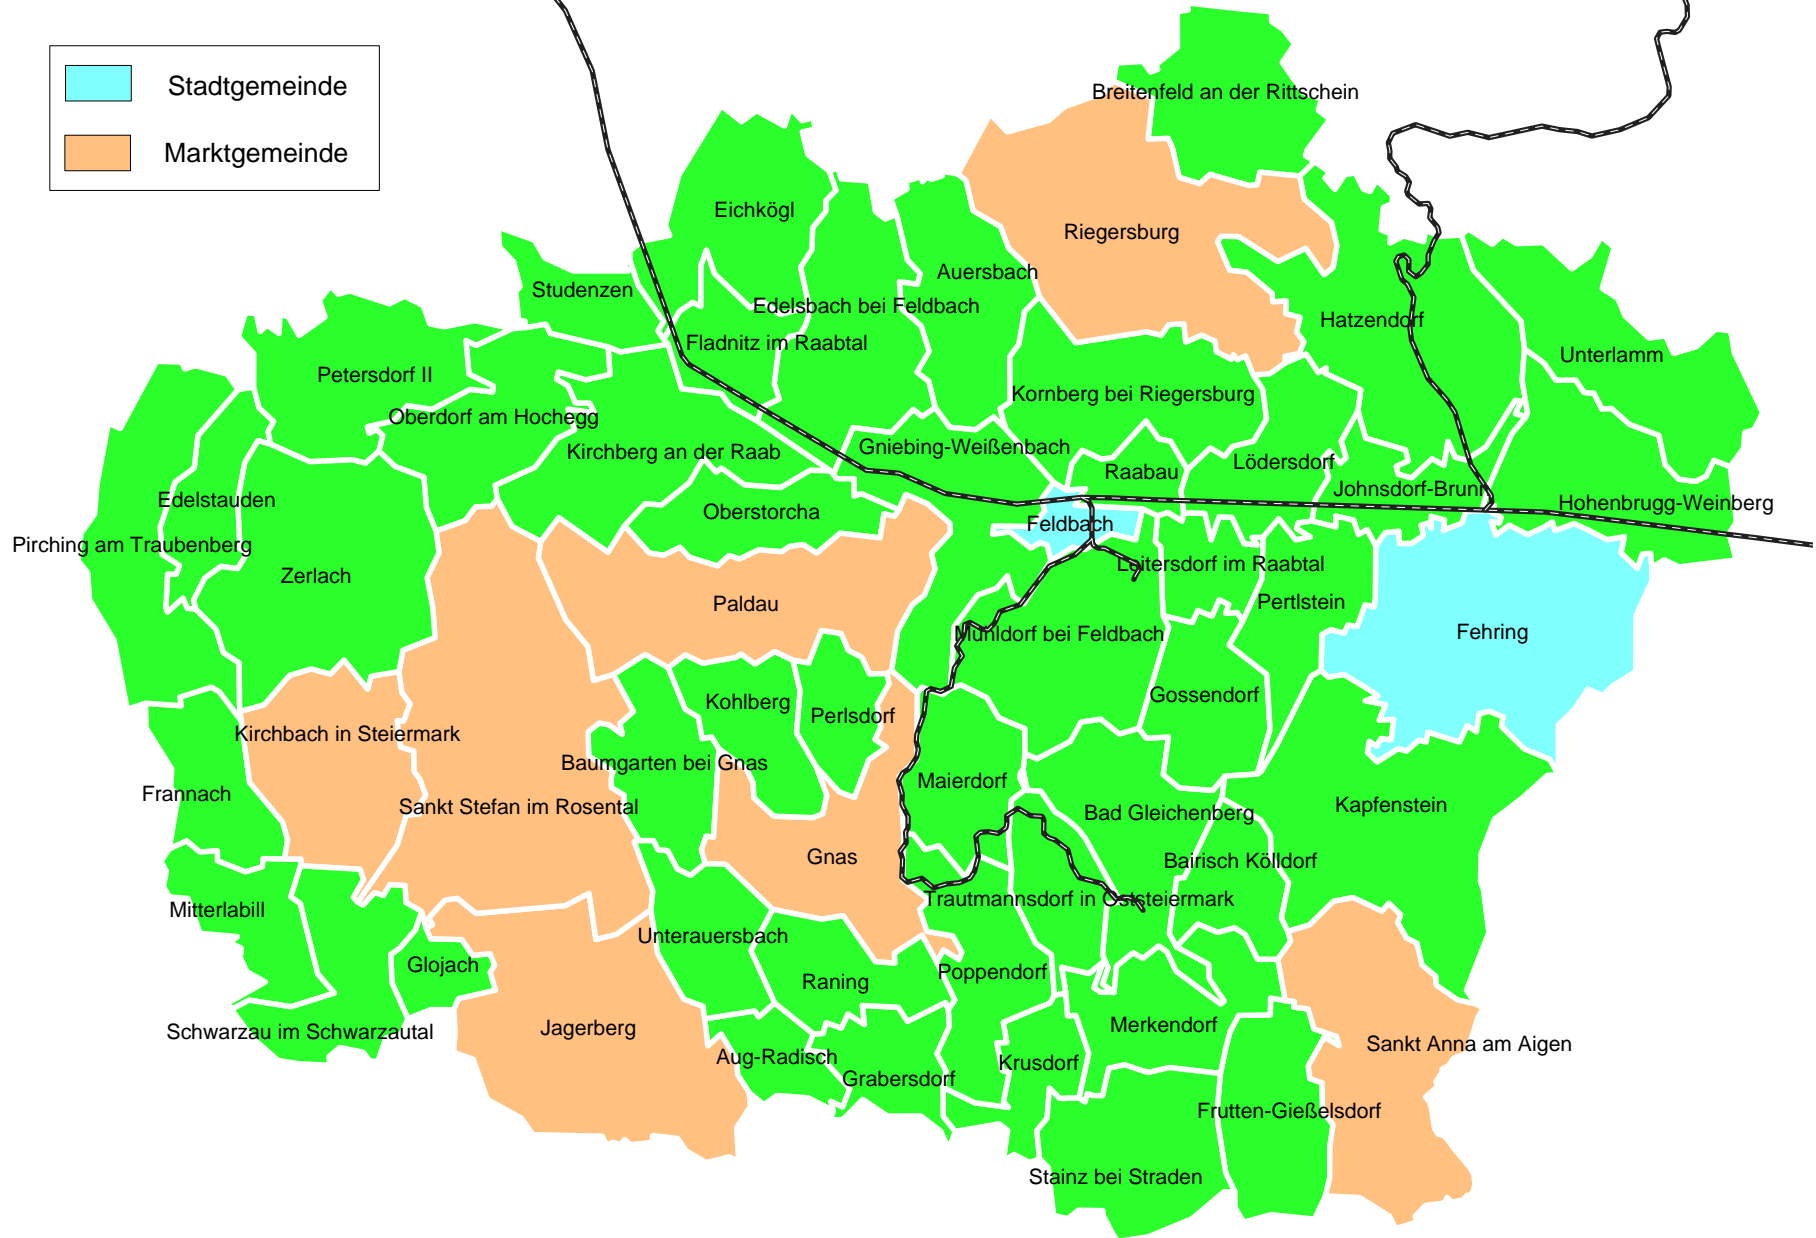 Stadtgemeinde
Marktgemeinde
Breitenfeld an der Rittschein
Eichkögl
Riegersburg
Auersbach
Studenzen
Edelsbach bei Feldbach
Hatzendorf
Fladnitz im Raabtal
Unterlamm
Petersdorf II
Kornberg bei Riegersburg
Oberdorf am Hochegg
Gniebing-Weißenbach
Kirchberg an der Raab
Lödersdorf
Raabau
Johnsdorf-Brunn
Edelstauden
Hohenbrugg-Weinberg
Oberstorcha
Feldbach
Pirching am Traubenberg
Leitersdorf im Raabtal
Zerlach
Pertlstein
Paldau
Fehring
Mühldorf bei Feldbach
Gossendorf
Kohlberg
Perlsdorf
Kirchbach in Steiermark
Baumgarten bei Gnas
Maierdorf
Frannach
Kapfenstein
Sankt Stefan im Rosental
Bad Gleichenberg
Gnas
Bairisch Kölldorf
Trautmannsdorf in Oststeiermark
Mitterlabill
Unterauersbach
Glojach
Poppendorf
Raning
Merkendorf
Jagerberg
Schwarzau im Schwarzautal
Sankt Anna am Aigen
Aug-Radisch
Krusdorf
Grabersdorf
Frutten-Gießelsdorf
Stainz bei Straden